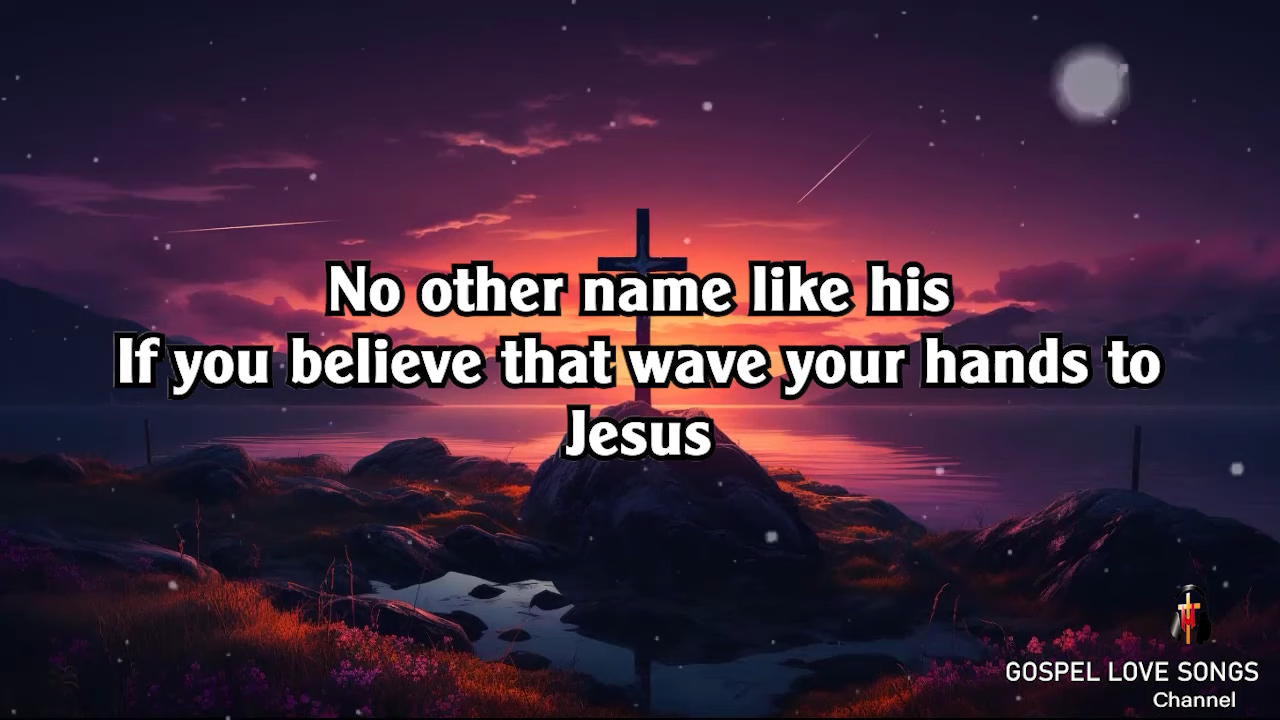 No other name like his
If you believe that wave your hands to
Jesus
GOSPEL LOVE SONGS
Channel